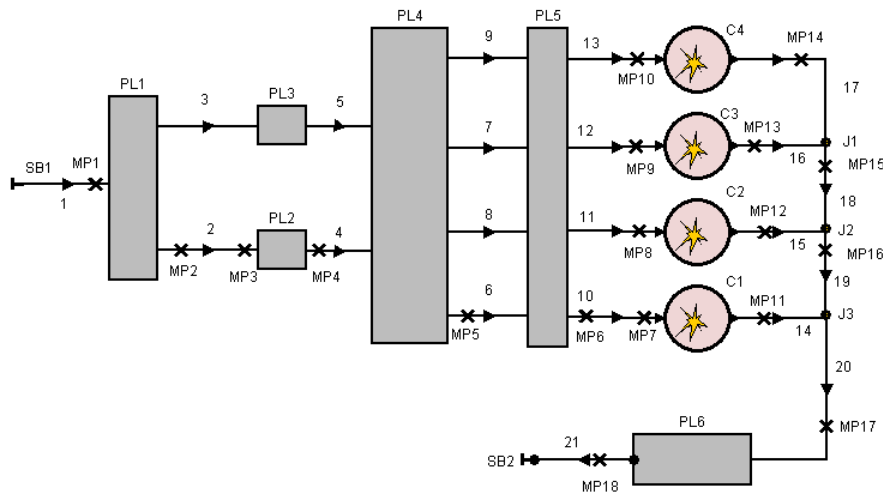 PL4
PL5
C4
9
13
MP14
PL1
MP10
PL3
3
5
17
C3
7
12
MP13
MP1
J1
SB1
MP9
16
MP15
1
C2
PL2
MP12
18
2
4
8
11
J2
15
MP2
MP3
MP4
MP8
MP16
C1
6
10
MP11
19
J3
MP5
MP6
MP7
14
20
PL6
MP17
21
SB2
MP18